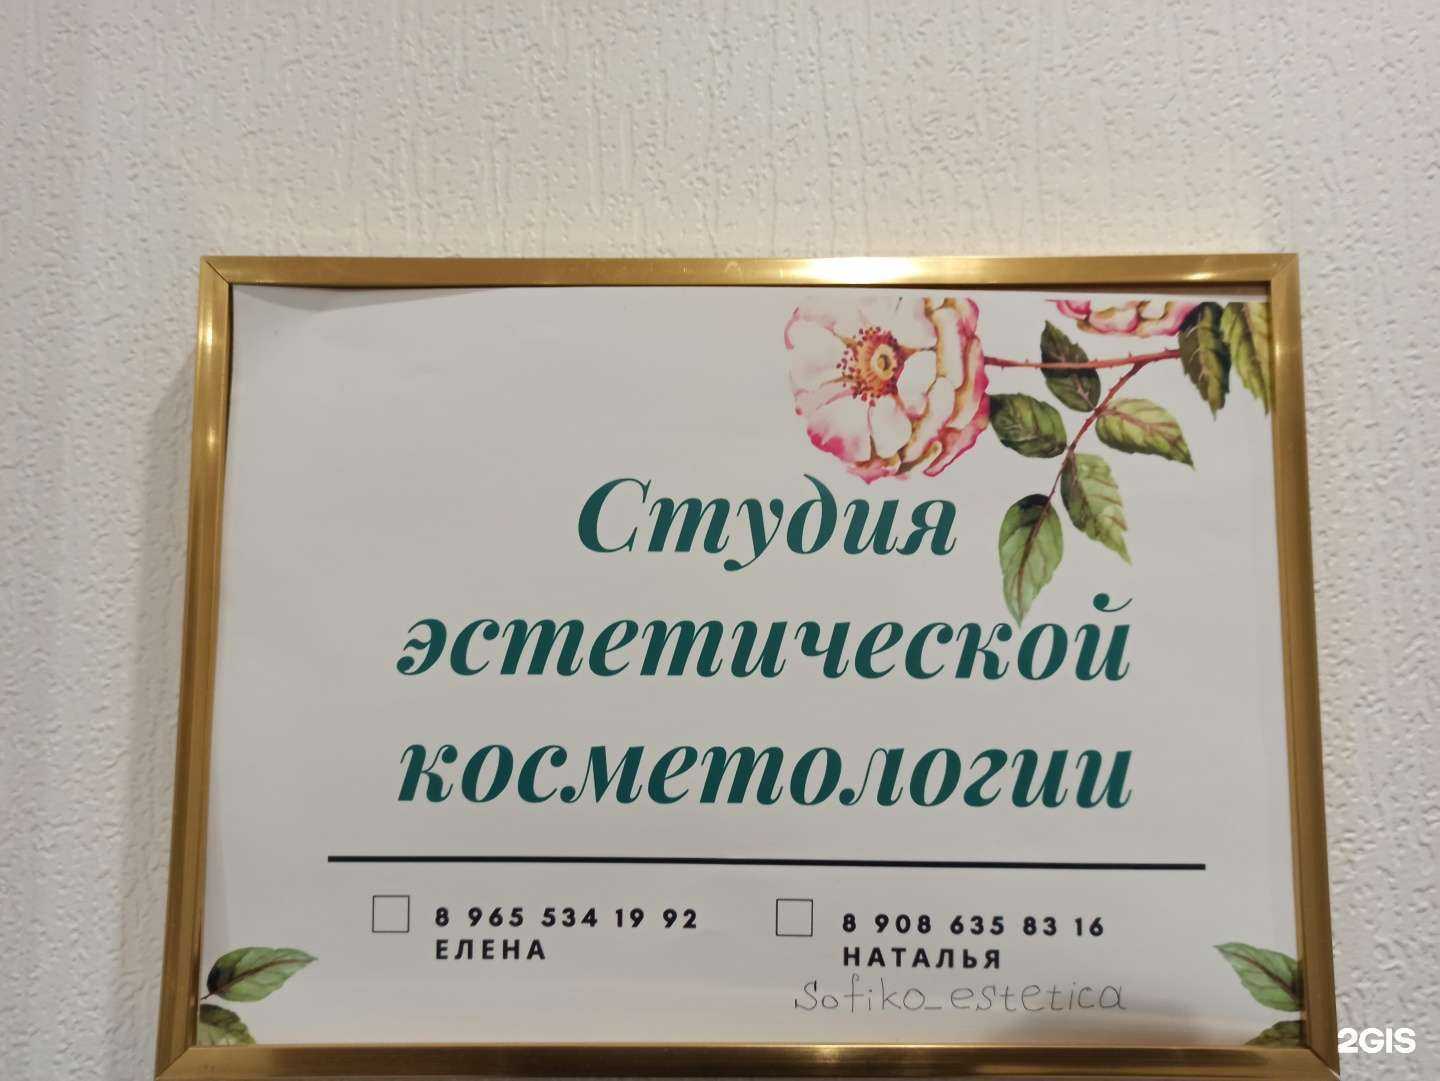 Студия
эстетической
косметологии
8 965 534 19 92
ЕЛЕНА
8 908 635 83 16
НАТАЛЬЯ
Sofiko_estetica
2GIS